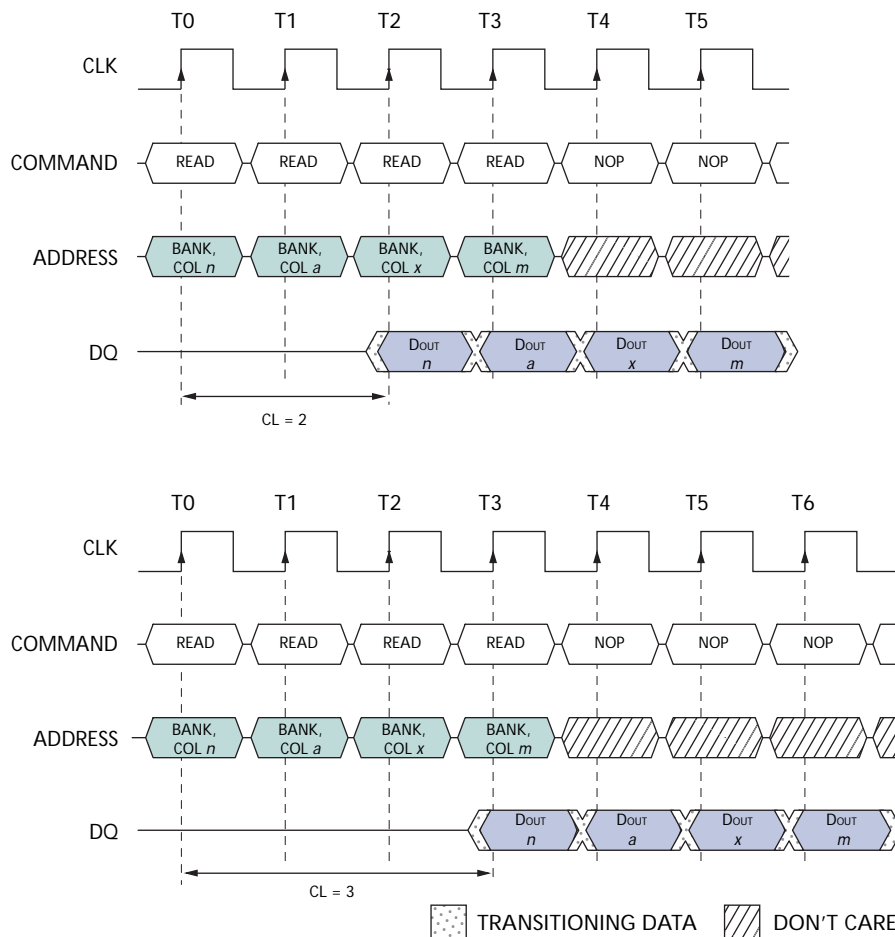 T0 T1 T2 T3 T4 T5
CLK
COMMAND READ READ READ READ NOP NOP
BANK, BANK, BANK, BANK,
ADDRESS
COL n COL a COL x COL m
DOUT DOUT DOUT DOUT
DQ
n a x m
CL = 2
T0 T1 T2 T3 T4 T5 T6
CLK
COMMAND READ READ READ READ NOP NOP NOP
BANK, BANK, BANK, BANK,
ADDRESS
COL n COL a COL x COL m
DOUT DOUT DOUT DOUT
DQ
n a x m
CL = 3
TRANSITIONING DATA DON'T CARE